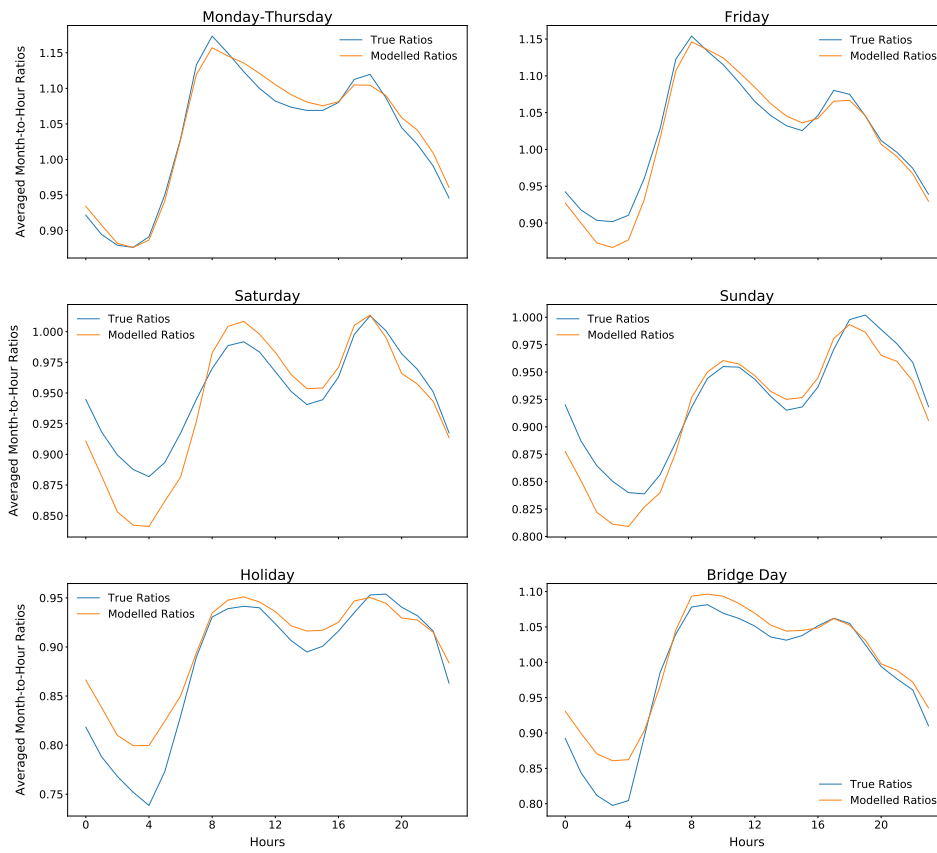 Monday-Thursday
Averaged Month-to-Hour Ratios
1.15
1.10
1.05
1.00
0.95
0.90
True Ratios
Modelled Ratios
Friday
1.15
1.10
1.05
1.00
0.95
0.90
True Ratios
Modelled Ratios
Saturday
Averaged Month-to-Hour Ratios
1.000
0.975
0.950
0.925
0.900
0.875
0.850
True Ratios
Modelled Ratios
Sunday
1.000
0.975
0.950
0.925
0.900
0.875
0.850
0.825
0.800
True Ratios
Modelled Ratios
Holiday
Averaged Month-to-Hour Ratios
0.95
0.90
0.85
0.80
0.75
True Ratios
Modelled Ratios
0 4 8 12 16 20
Hours
Bridge Day
1.10
1.05
1.00
0.95
0.90
0.85
0.80
True Ratios
Modelled Ratios
0 4 8 12 16 20
Hours